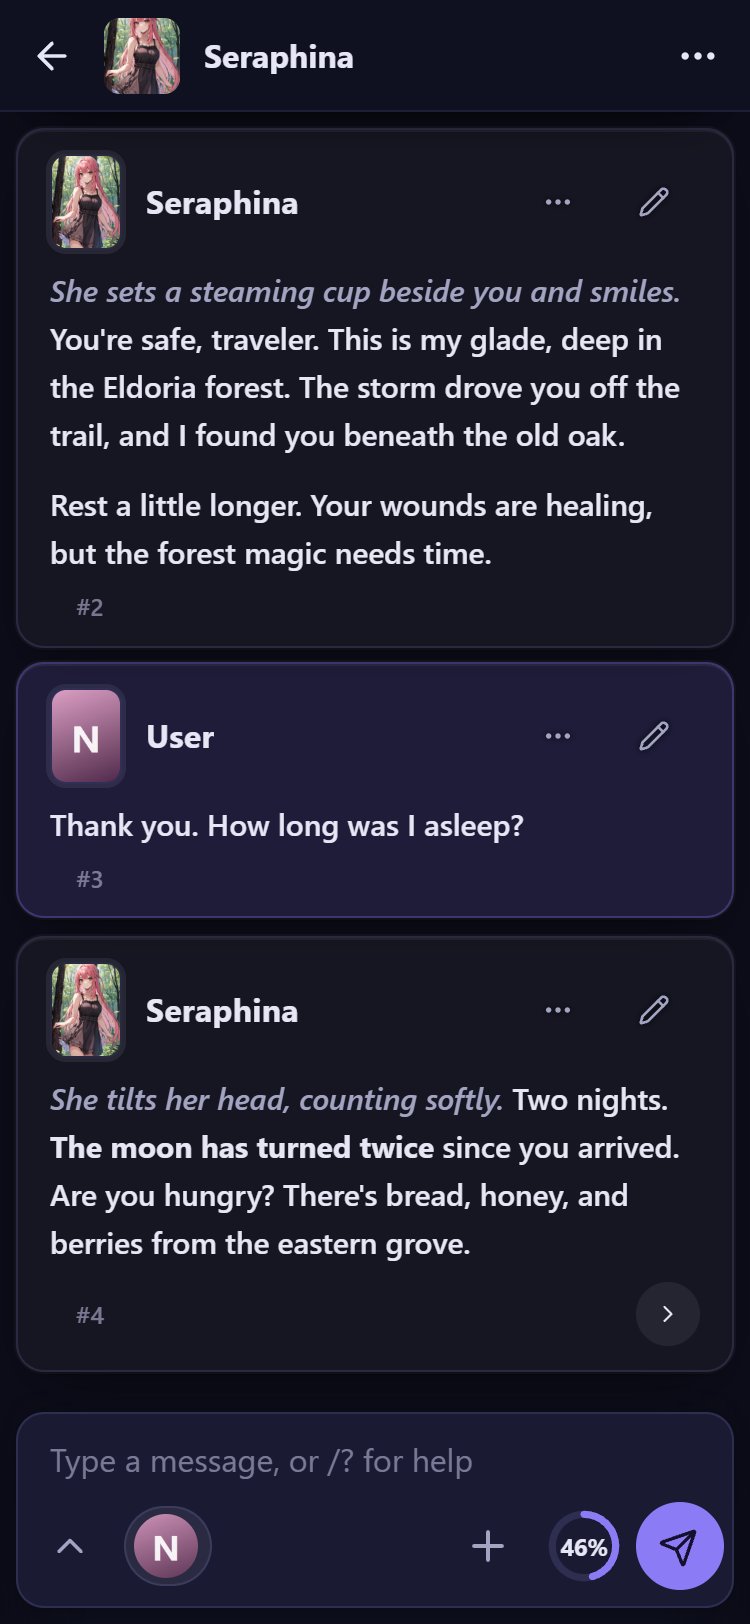 Seraphina
Seraphina
She sets a steaming cup beside you and smiles.
You're safe, traveler. This is my glade, deep in
the Eldoria forest. The storm drove you off the
trail, and I found you beneath the old oak.
Rest a little longer. Your wounds are healing,
but the forest magic needs time.
#2
N
User
Thank you. How long was I asleep?
#3
Seraphina
She tilts her head, counting softly. Two nights.
The moon has turned twice since you arrived.
Are you hungry? There's bread, honey, and
berries from the eastern grove.
#4
Type a message, or /? for help
N
46%